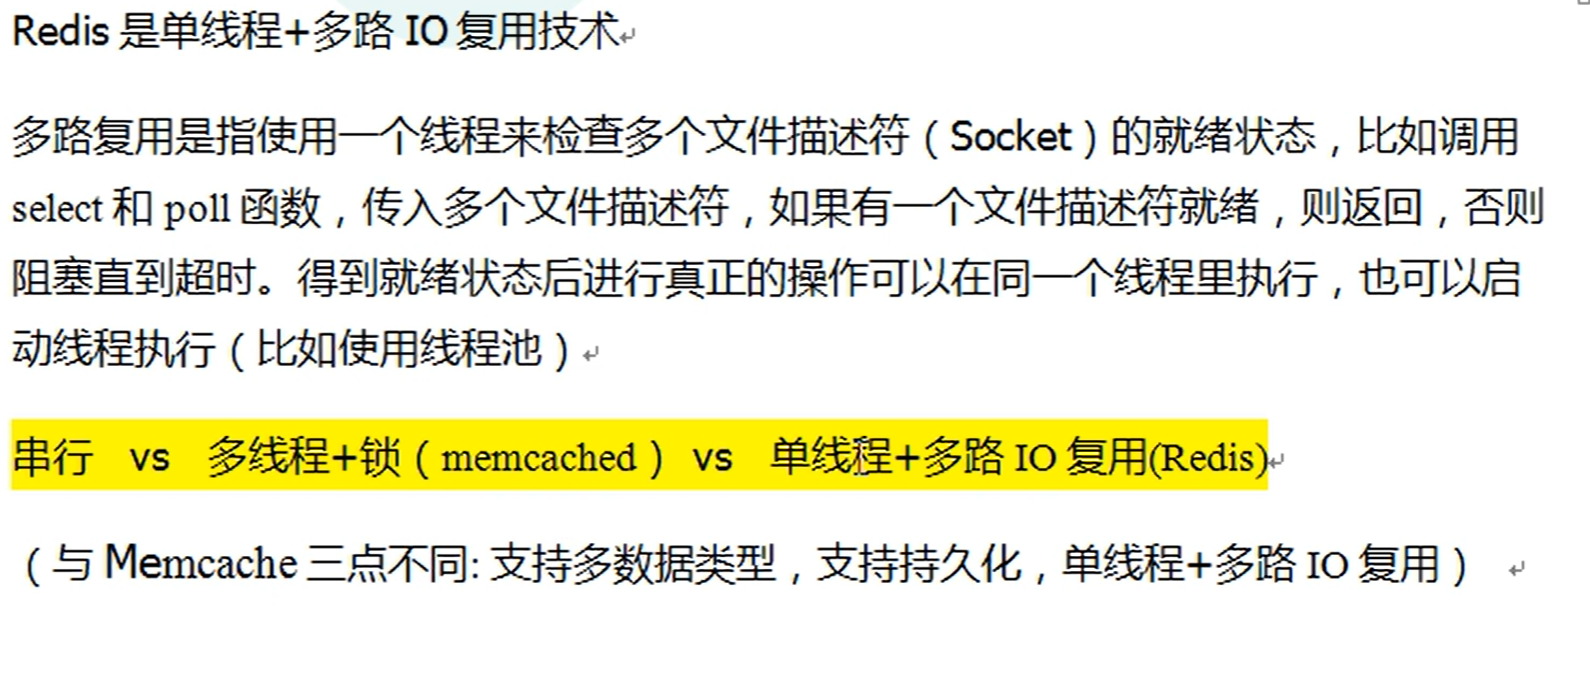 Redis 是单线程+多路 IO 复用技术
多路复用是指使用一个线程来检查多个文件描述符（Socket）的就绪状态，比如调用
select 和 poll 函数，传入多个文件描述符，如果有一个文件描述符就绪，则返回，否则
阻塞直到超时。得到就绪状态后进行真正的操作可以在同一个线程里执行，也可以启
动线程执行（比如使用线程池）
串行 vs 多线程+锁（memcached） vs 单线程+多路 IO 复用(Redis)
（与 Memcache 三点不同: 支持多数据类型，支持持久化，单线程+多路 IO 复用）